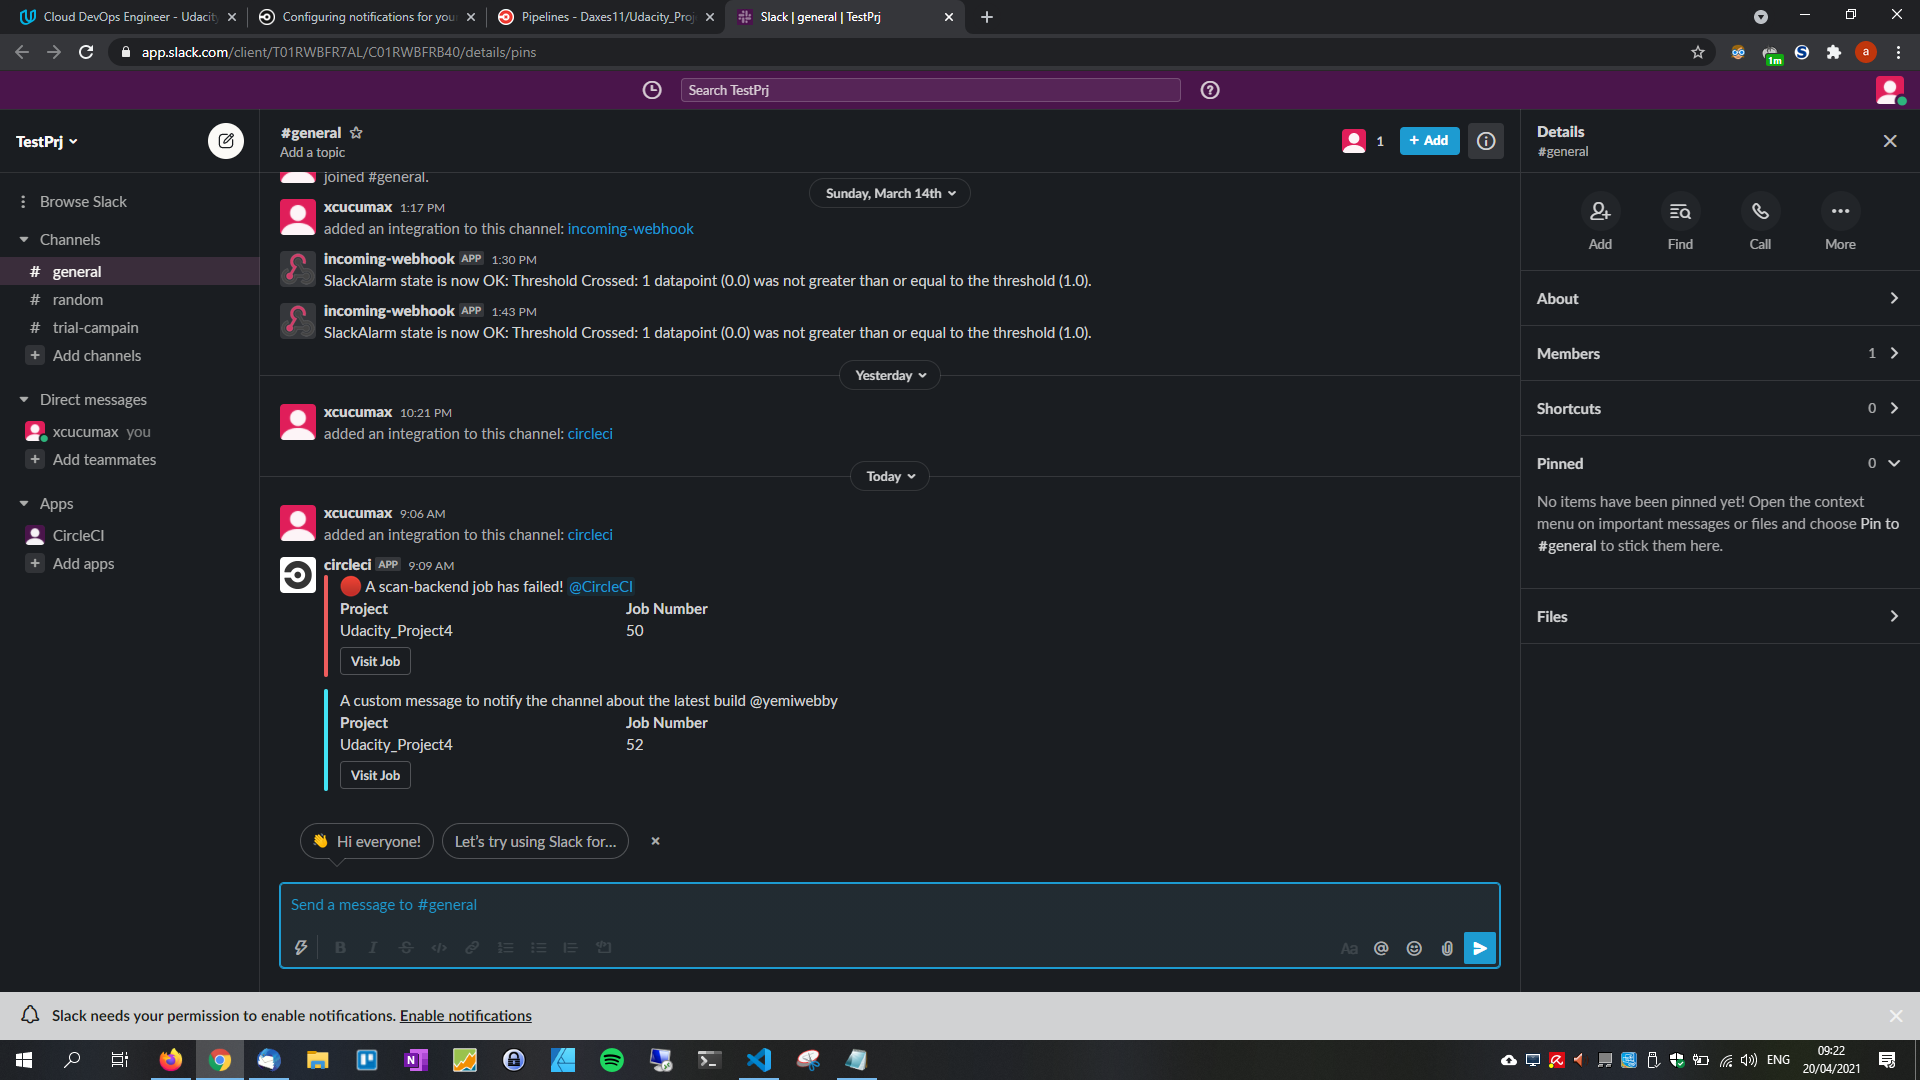 Cloud DevOps Engineer - Udacity
Configuring notifications for you
Pipelines - Daxes11/Udacity_Proj
Slack | general | TestPrj
app.slack.com/client/T01RWBFR7AL/C01RWBFRB40/details/pins
1m
a
Search TestPrj
TestPrj
Browse Slack
Channels
# general
# random
# trial-campain
+ Add channels
Direct messages
xcucumax you
+ Add teammates
Apps
CircleCI
+ Add apps
#general
Add a topic
1
+ Add
joined #general.
Sunday, March 14th
xcucumax 1:17 PM
added an integration to this channel: incoming-webhook
incoming-webhook APP 1:30 PM
SlackAlarm state is now OK: Threshold Crossed: 1 datapoint (0.0) was not greater than or equal to the threshold (1.0).
incoming-webhook APP 1:43 PM
SlackAlarm state is now OK: Threshold Crossed: 1 datapoint (0.0) was not greater than or equal to the threshold (1.0).
Yesterday
xcucumax 10:21 PM
added an integration to this channel: circleci
Today
xcucumax 9:06 AM
added an integration to this channel: circleci
circleci APP 9:09 AM
A scan-backend job has failed! @CircleCI
Project Job Number
Udacity_Project4 50
Visit Job
A custom message to notify the channel about the latest build @yemiwebby
Project Job Number
Udacity_Project4 52
Visit Job
Hi everyone!
Let's try using Slack for...
Send a message to #general
B I S </>
Aa @
Details
#general
Add Find Call More
About
Members 1
Shortcuts 0
Pinned 0
No items have been pinned yet! Open the context
menu on important messages or files and choose Pin to
#general to stick them here.
Files
Slack needs your permission to enable notifications. Enable notifications
ENG
09:22
20/04/2021